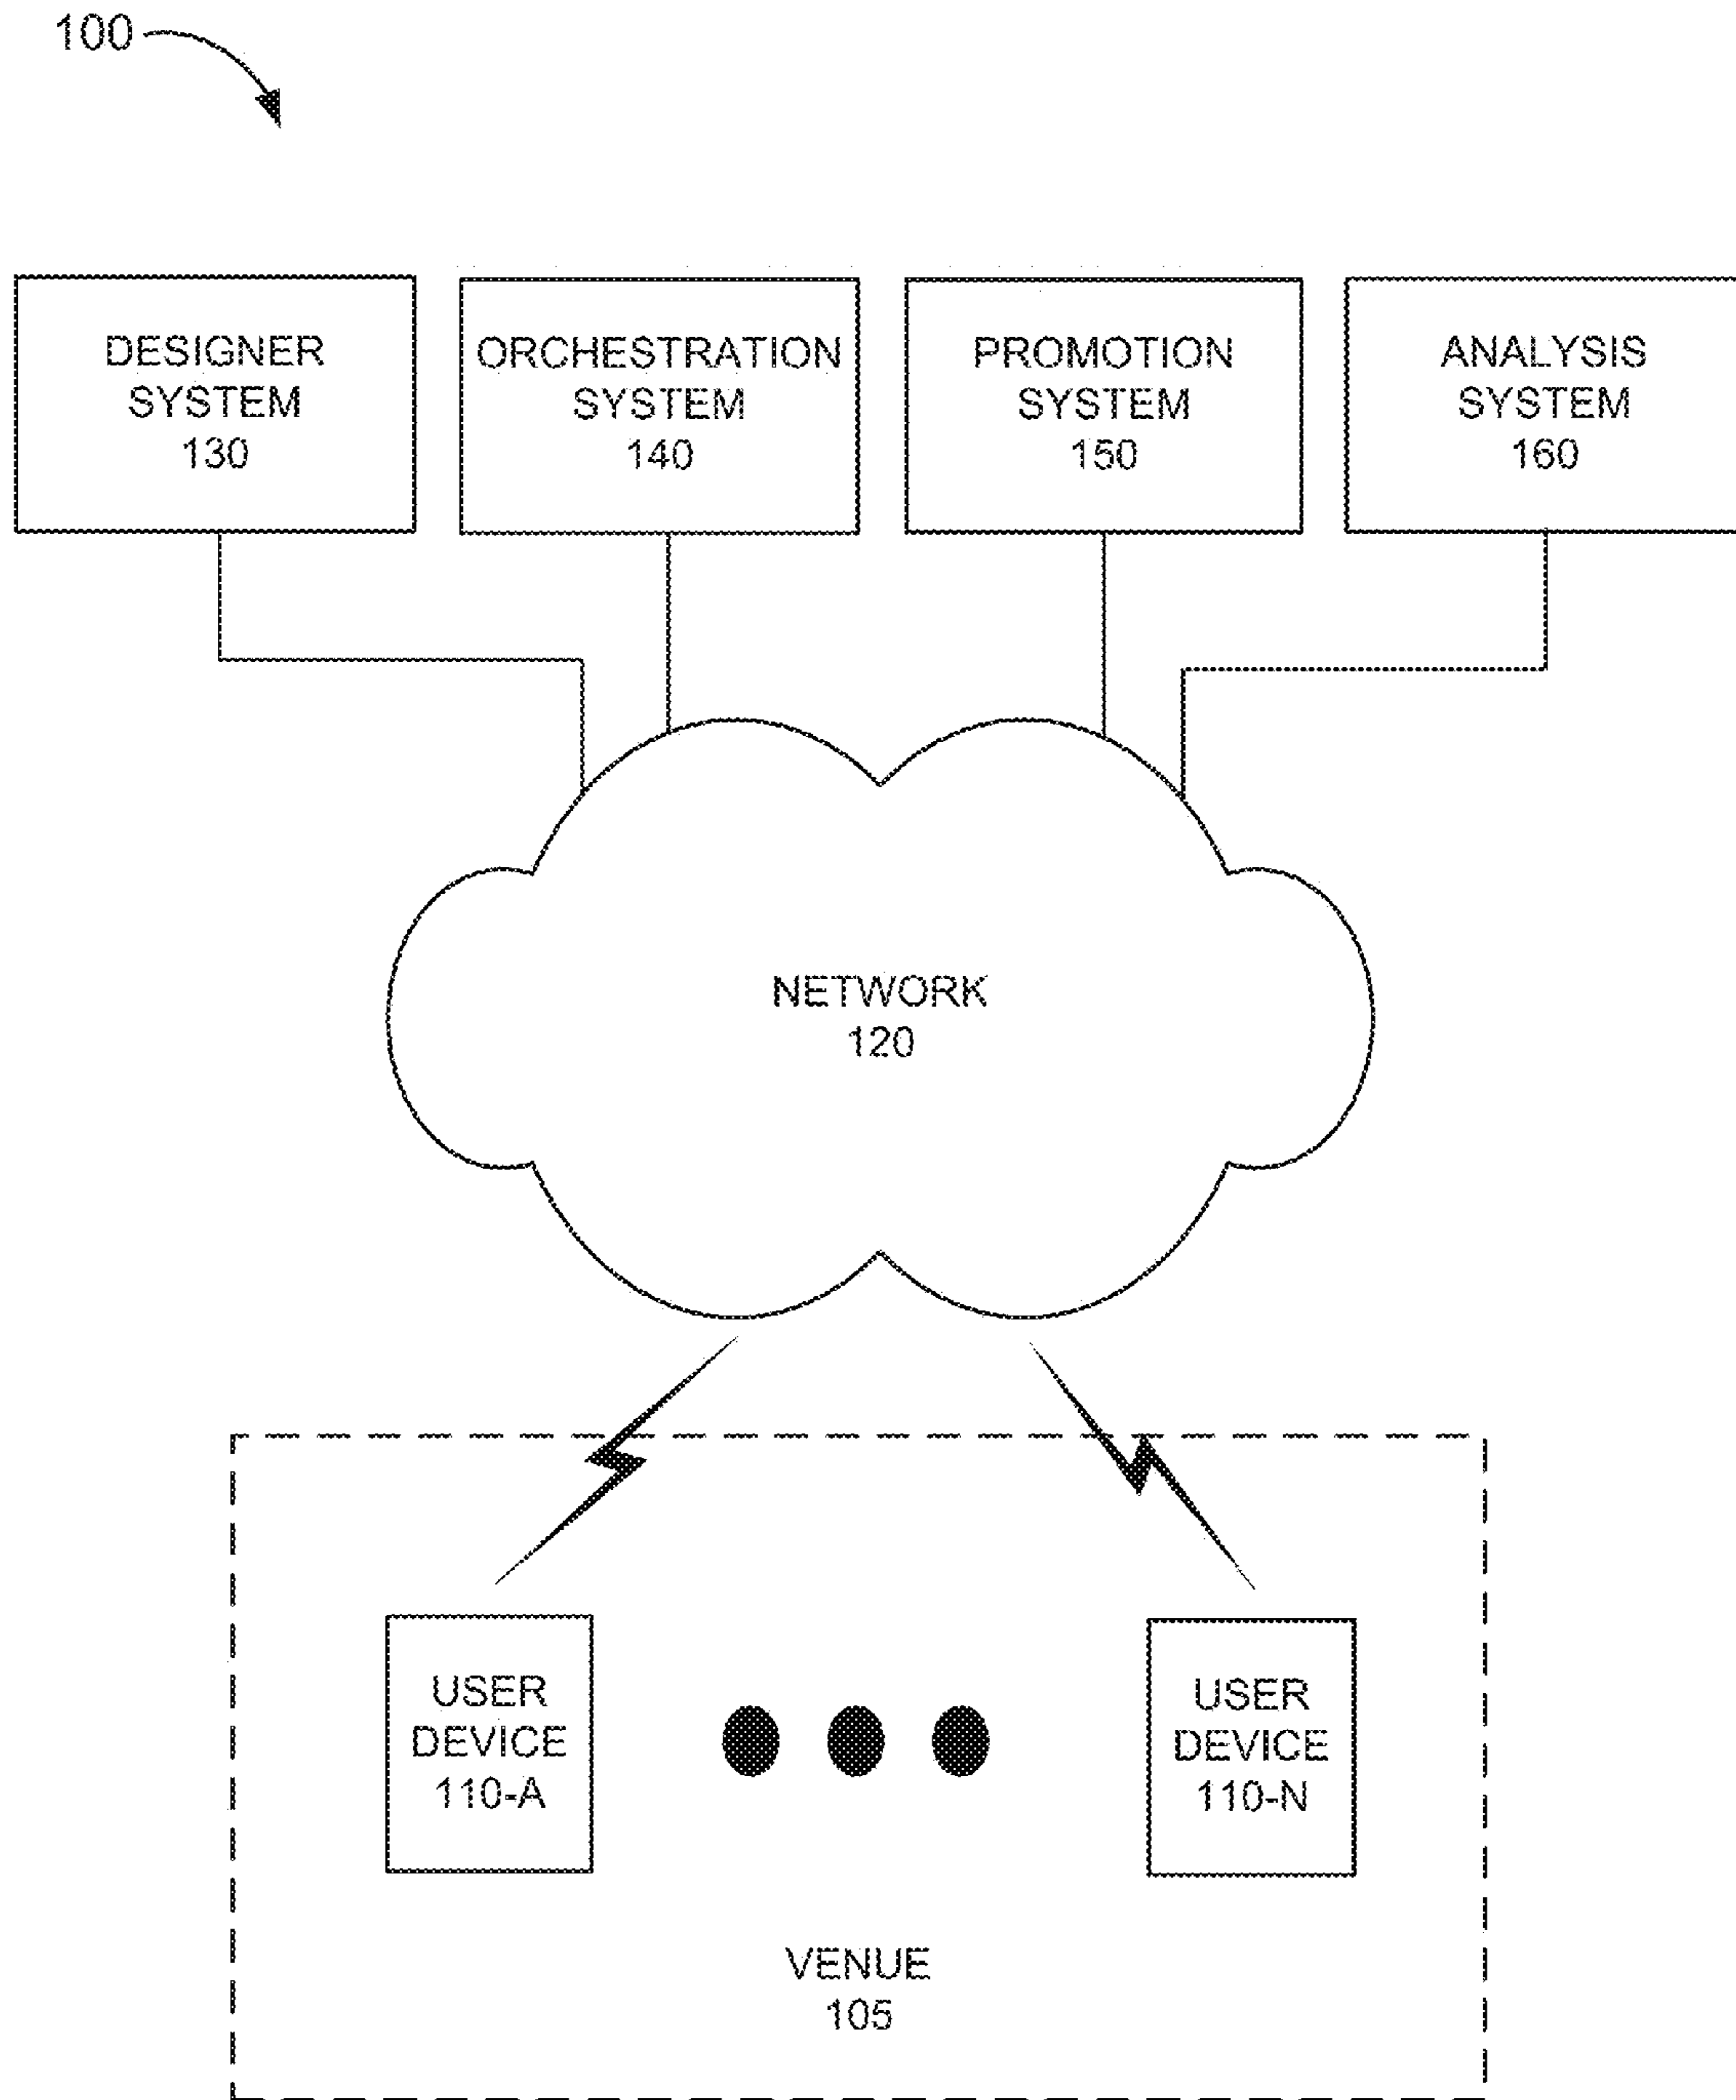 100
DESIGNER
SYSTEM
130
ORCHESTRATION
SYSTEM
140
PROMOTION
SYSTEM
150
ANALYSIS
SYSTEM
160
NETWORK
120
USER
DEVICE
110-A
USER
DEVICE
110-N
VENUE
105